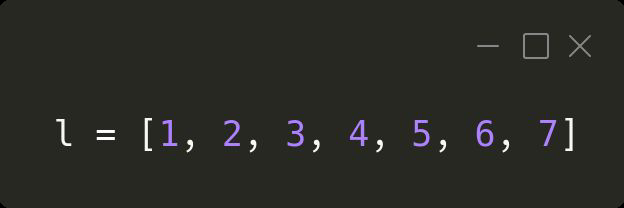 l = [1, 2, 3, 4, 5, 6, 7]